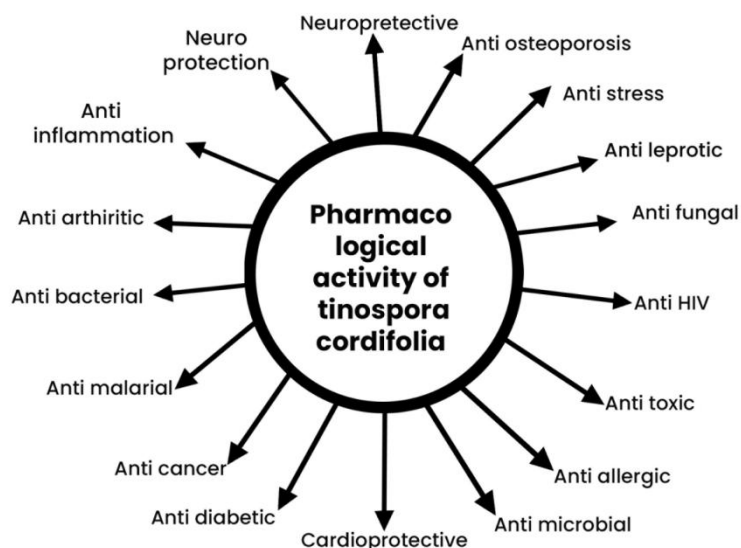 Neuropretective
Anti osteoporosis
Anti stress
Anti leprotic
Anti fungal
Anti HIV
Anti toxic
Anti allergic
Anti microbial
Cardioprotective
Anti diabetic
Anti cancer
Anti malarial
Anti bacterial
Anti arthiritic
Anti
inflammation
Neuro
protection
Pharmaco
logical
activity of
tinospora
cordifolia